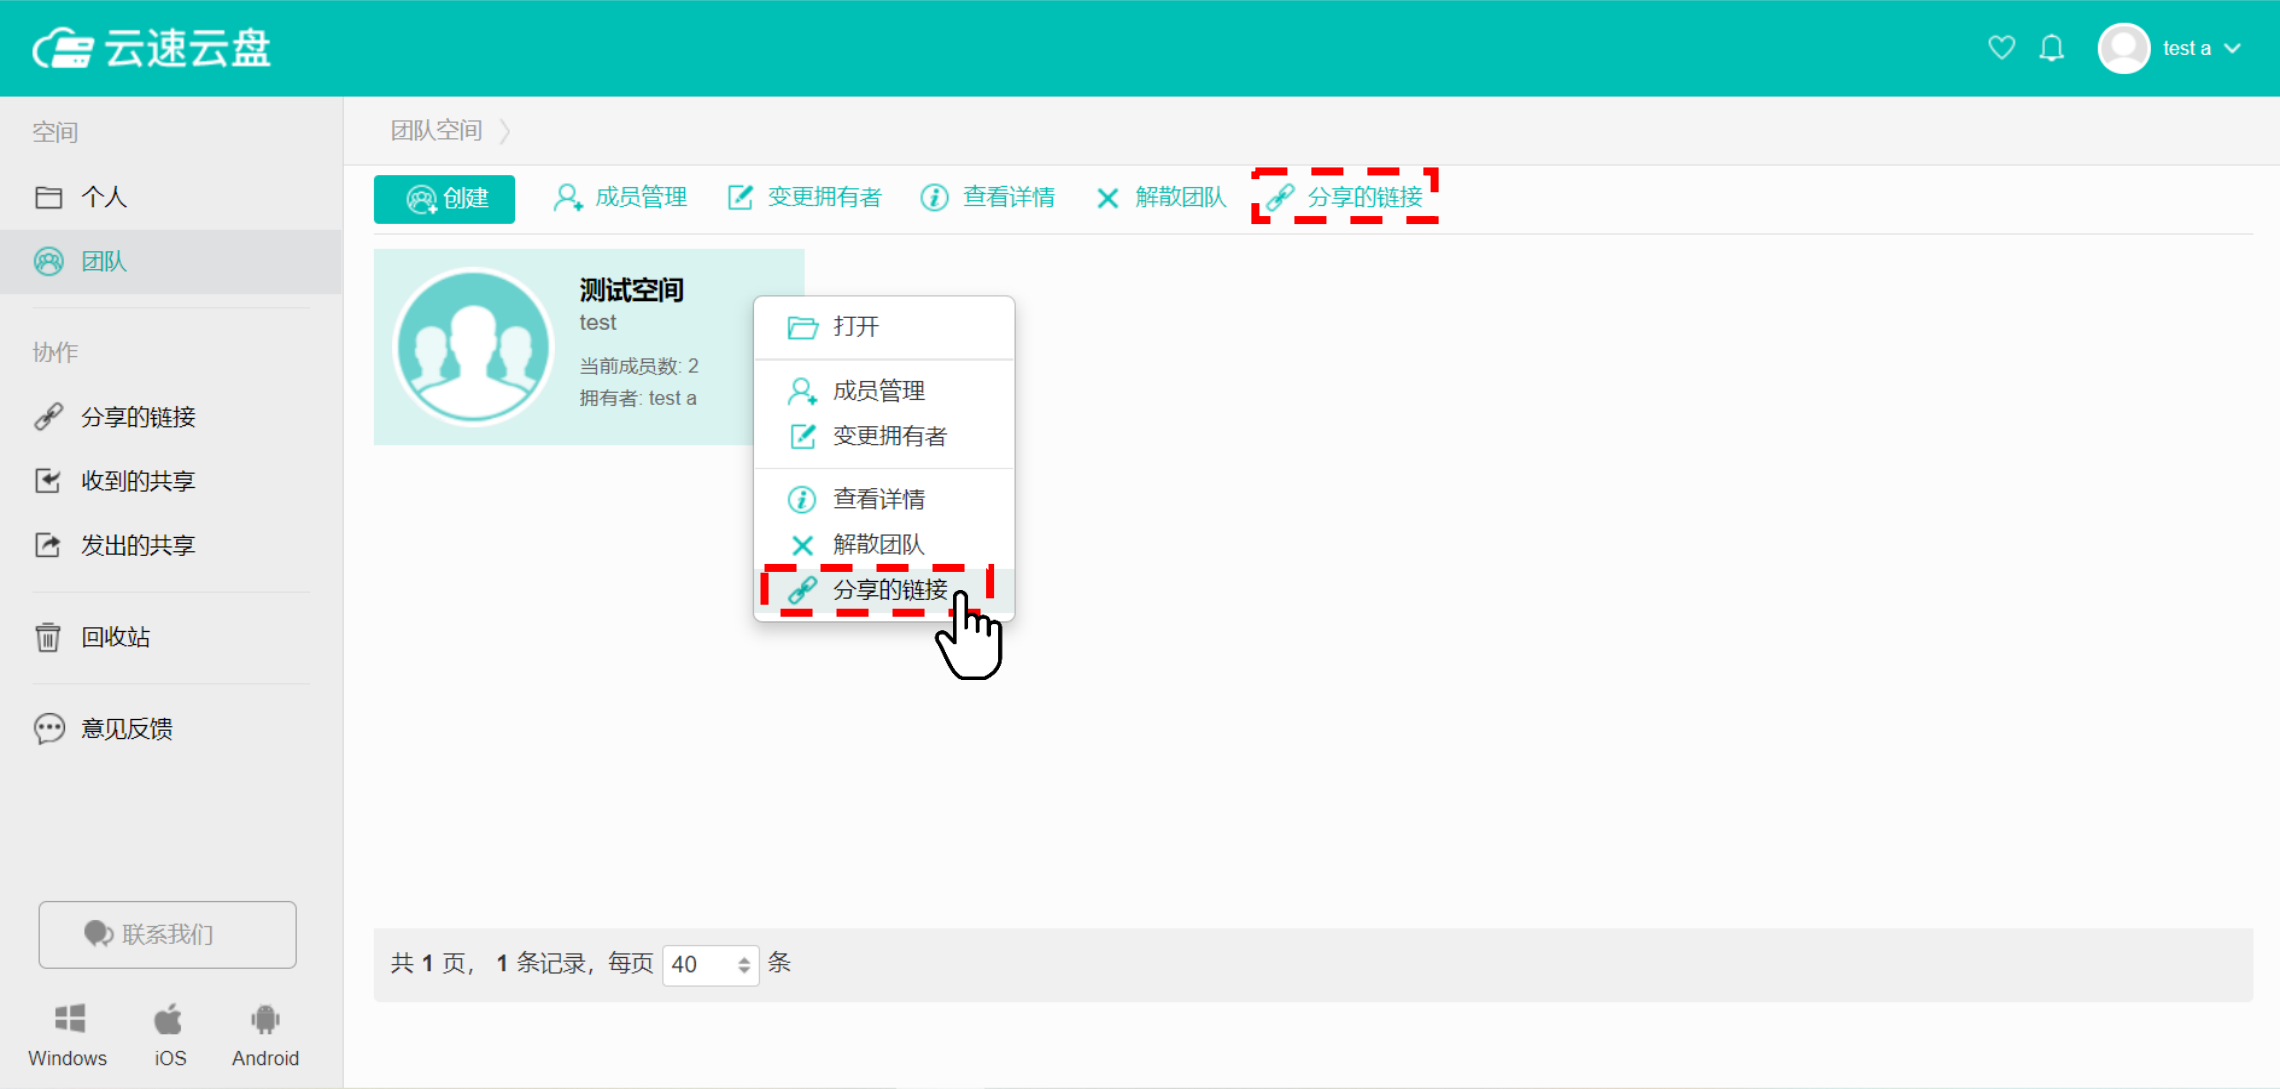 云速云盘
test a
空间
个人
团队
协作
分享的链接
收到的共享
发出的共享
回收站
意见反馈
联系我们
Windows iOS Android
团队空间
创建 成员管理 变更拥有者 查看详情 解散团队 分享的链接
测试空间
test
当前成员数: 2
拥有者: test a
打开
成员管理
变更拥有者
查看详情
解散团队
分享的链接
共 1 页， 1 条记录，每页 40 条